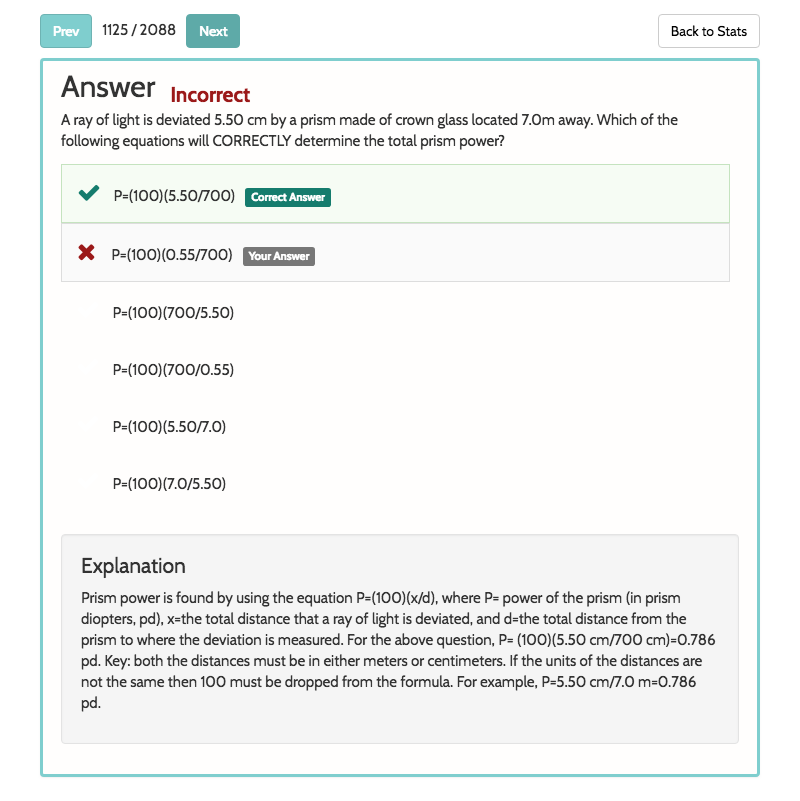 Prev 1125 / 2088 Next Back to Stats
Answer Incorrect
A ray of light is deviated 5.50 cm by a prism made of crown glass located 7.0m away. Which of the
following equations will CORRECTLY determine the total prism power?
P=(100)(5.50/700) Correct Answer
P=(100)(0.55/700) Your Answer
P=(100)(700/5.50)
P=(100)(700/0.55)
P=(100)(5.50/7.0)
P=(100)(7.0/5.50)
Explanation
Prism power is found by using the equation P=(100)(x/d), where P= power of the prism (in prism
diopters, pd), x=the total distance that a ray of light is deviated, and d=the total distance from the
prism to where the deviation is measured. For the above question, P= (100)(5.50 cm/700 cm)=0.786
pd. Key: both the distances must be in either meters or centimeters. If the units of the distances are
not the same then 100 must be dropped from the formula. For example, P=5.50 cm/7.0 m=0.786
pd.